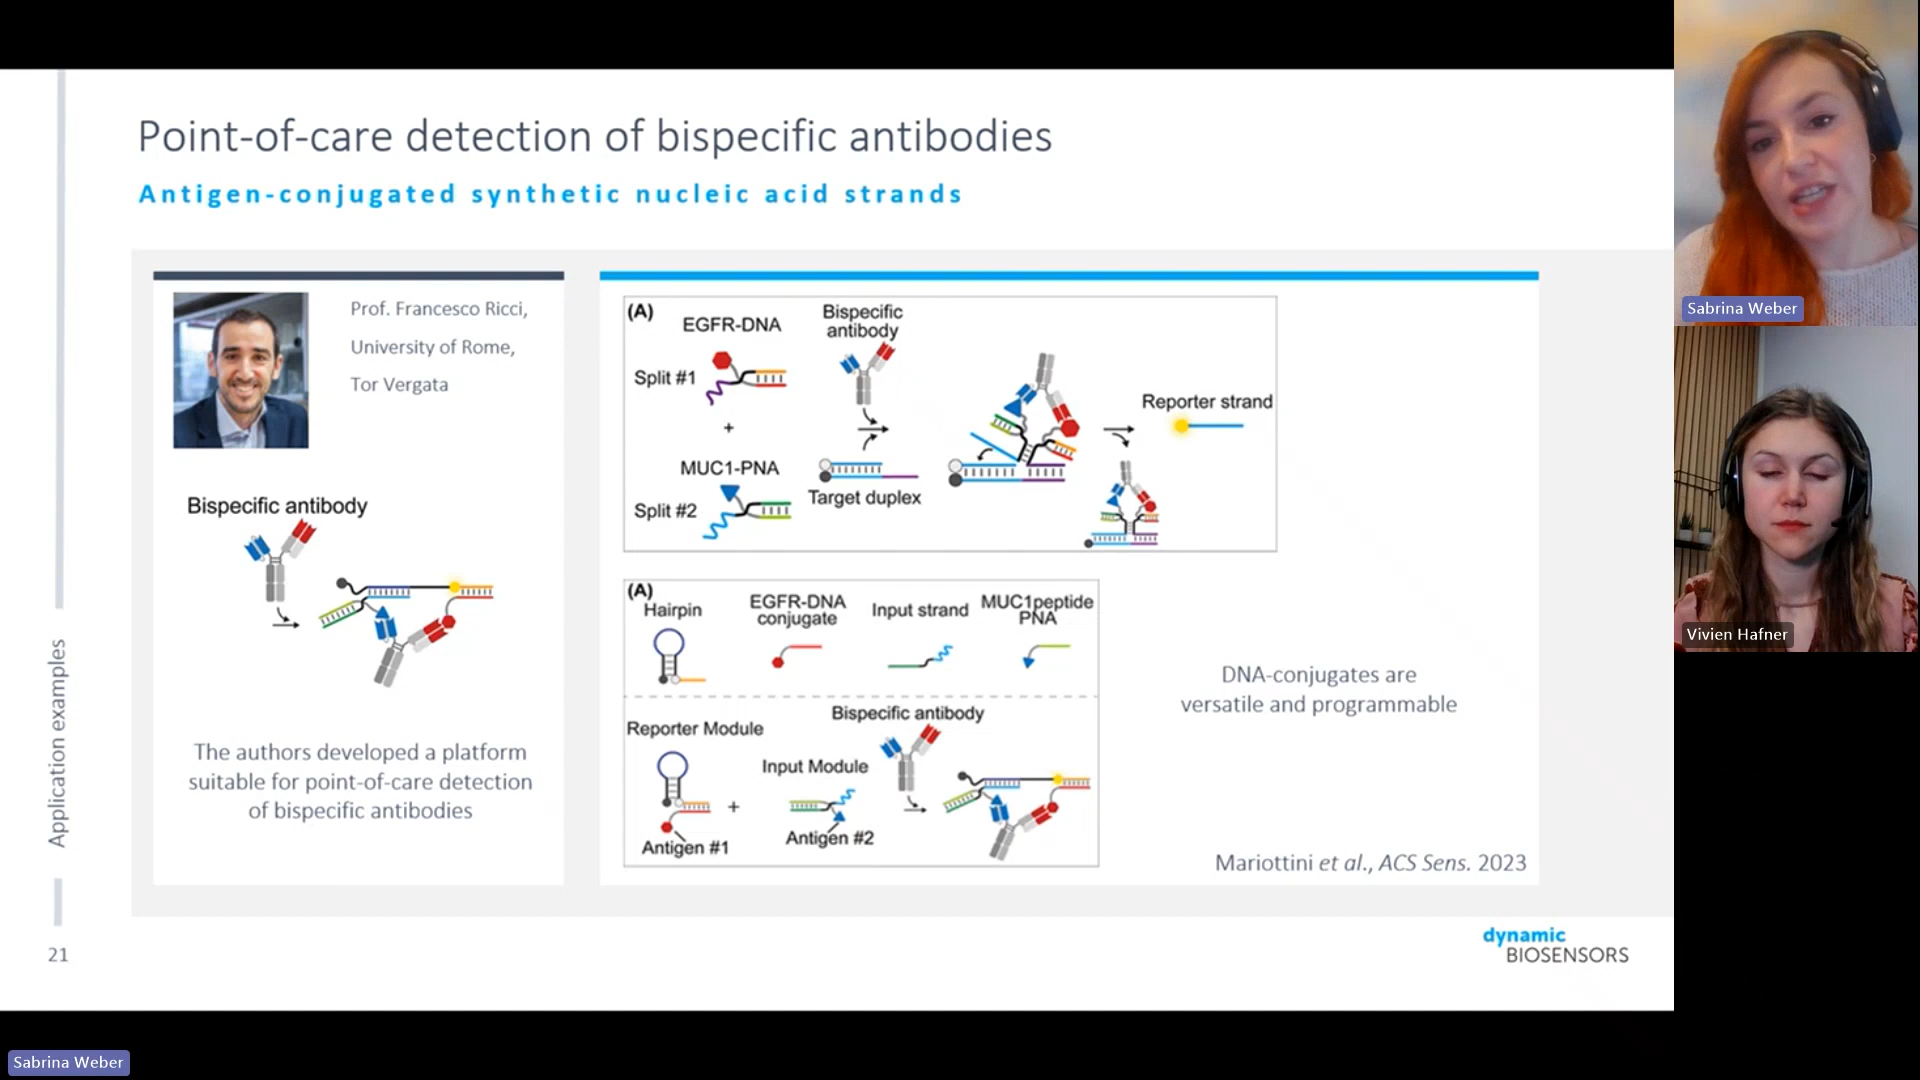 Point-of-care detection of bispecific antibodies
Antigen-conjugated synthetic nucleic acid strands
Prof. Francesco Ricci,
University of Rome,
Tor Vergata
Bispecific antibody
The authors developed a platform
suitable for point-of-care detection
of bispecific antibodies
(A)
EGFR-DNA
Split #1
+
MUC1-PNA
Split #2
Bispecific
antibody
Target duplex
Reporter strand
(A)
Hairpin
EGFR-DNA
conjugate
Input strand
MUC1peptide
PNA
Reporter Module
+
Antigen #1
Input Module
Antigen #2
Bispecific antibody
DNA-conjugates are
versatile and programmable
Mariottini et al., ACS Sens. 2023
Application examples
21
dynamic
BIOSENSORS
Sabrina Weber
Vivien Hafner
Sabrina Weber